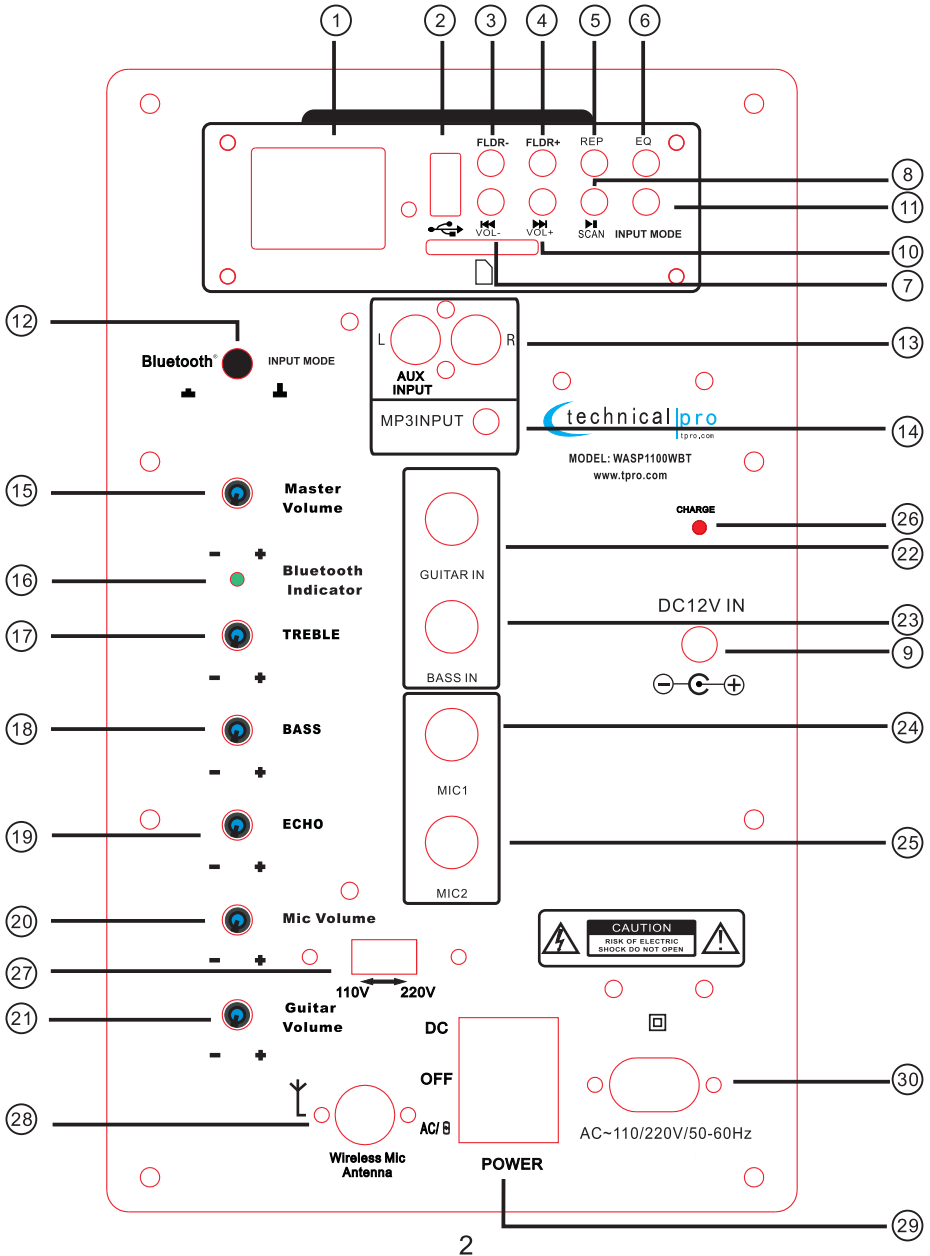 1 2 3 4 5 6
FLDR- FLDR+ REP EQ
8
11
VOL- VOL+ SCAN INPUT MODE
10
7
12
Bluetooth® INPUT MODE
L R
13
AUX
INPUT
MP3INPUT
14
technical pro
tpro.com
MODEL: WASP1100WBT
www.tpro.com
15
Master
Volume
- +
CHARGE
26
22
GUITAR IN
16
Bluetooth
Indicator
DC12V IN
23
17
TREBLE
9
BASS IN
- +
- +
18
BASS
24
- +
MIC1
19
ECHO
25
- +
MIC2
20
Mic Volume
- +
CAUTION
RISK OF ELECTRIC
SHOCK DO NOT OPEN
27
110V 220V
21
Guitar
Volume
- +
DC
OFF
AC/
30
AC~110/220V/50-60Hz
28
Wireless Mic
Antenna
POWER
29
2